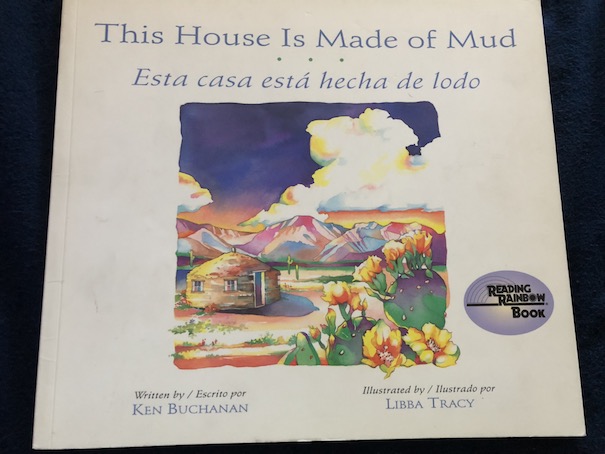 This House Is Made of Mud
Esta casa está hecha de lodo
READING
RAINBOW
BOOK
Written by / Escrito por
KEN BUCHANAN
Illustrated by / Ilustrado por
LIBBA TRACY